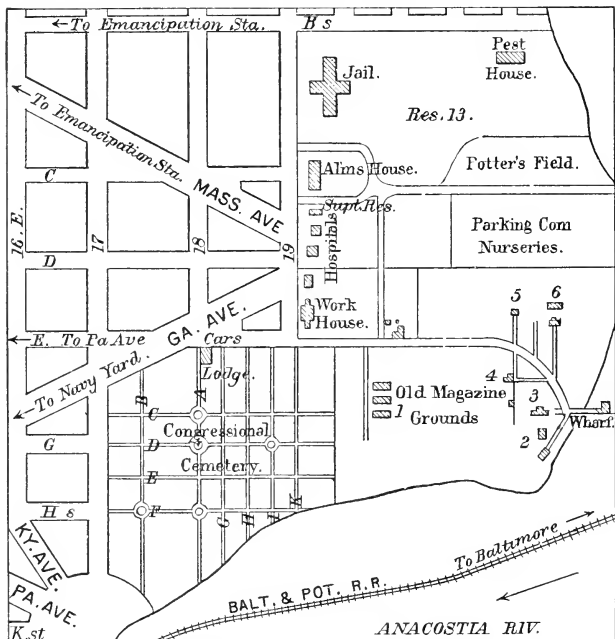 To Emancipation Sta.
B s
Pest
House.
Jail.
Res. 13.
To Emancipation Sta.
C
Alms House.
Potter's Field.
MASS. AVE
Supt Res.
16. E.
17
18
19
Hospitals
Parking Com
Nurseries.
D
5
6
GA. AVE.
Work
House.
E. To Pa Ave
Cars
To Navy Yard.
Lodge.
4
B
A
3
Old Magazine
1 Grounds
Wharf.
C
Congressional
D
2
G
Cemetery.
E
K
H s
F
G
H
I
KY. AVE.
To Baltimore
PA. AVE.
BALT. & POT. R.R.
K. st
ANACOSTIA RIV.